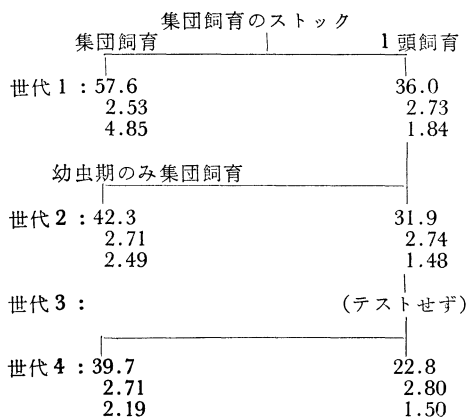 集団飼育のストック
集団飼育 1頭飼育
世代1:57.6 36.0
2.53 2.73
4.85 1.84
幼虫期のみ集団飼育
世代2:42.3 31.9
2.71 2.74
2.49 1.48
世代3: (テストせず)
世代4:39.7 22.8
2.71 2.80
2.19 1.50